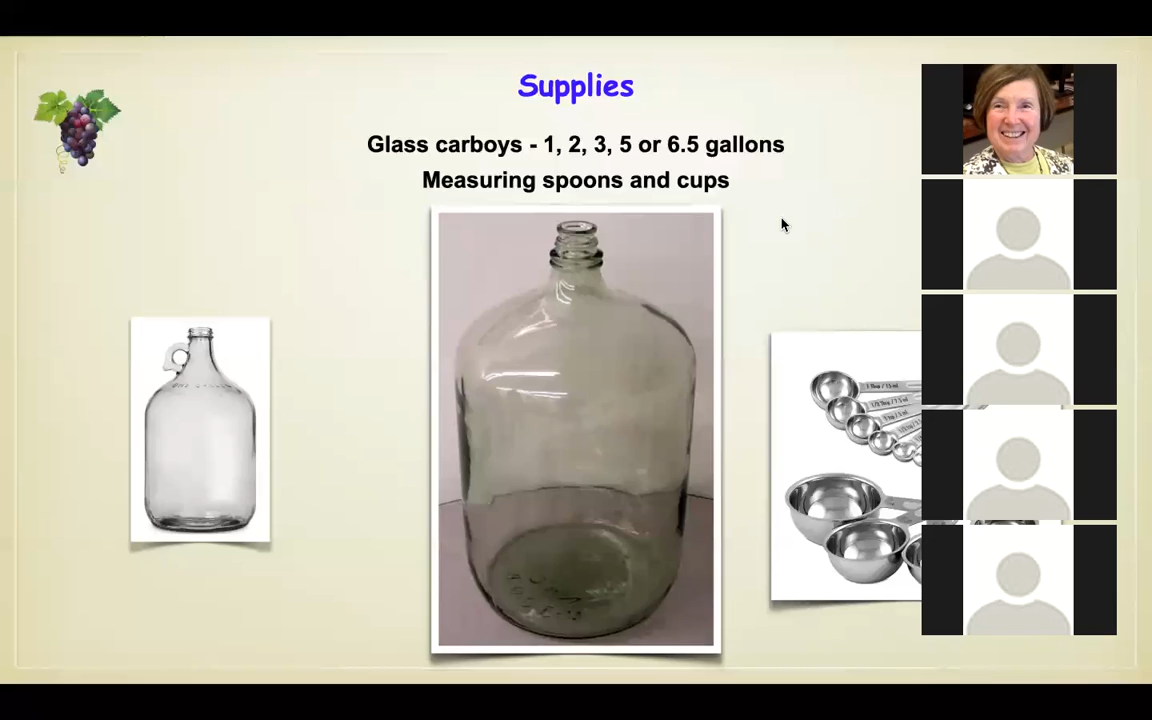 Supplies
Glass carboys - 1, 2, 3, 5 or 6.5 gallons
Measuring spoons and cups